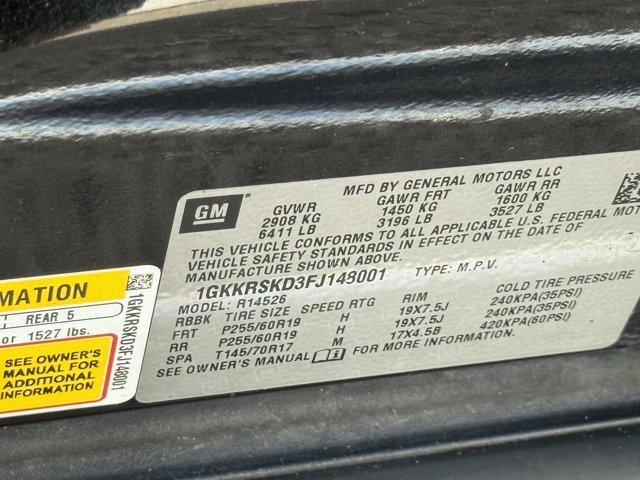 GM
MFD BY GENERAL MOTORS LLC
GVWR GAWR FRT GAWR RR
2908 KG 1450 KG 1600 KG
6411 LB 3196 LB 3527 LB
THIS VEHICLE CONFORMS TO ALL APPLICABLE U.S. FEDERAL
VEHICLE SAFETY STANDARDS IN EFFECT ON THE DATE OF
MANUFACTURE SHOWN ABOVE.
1GKKRSKD3FJ148001 TYPE: M.P.V.
MODEL: R14526
RBBK TIRE SIZE SPEED RTG RIM COLD TIRE PRESSURE
FRT P255/60R19 H 19X7.5J 240KPA(35PSI)
RR P255/60R19 H 19X7.5J 240KPA(35PSI)
SPA T145/70R17 M 17X4.5B 420KPA(60PSI)
SEE OWNER'S MANUAL FOR MORE INFORMATION.
REAR 5
or 1527 lbs.
SEE OWNER'S
MANUAL FOR
ADDITIONAL
INFORMATION
1GKKRSKD3FJ148001